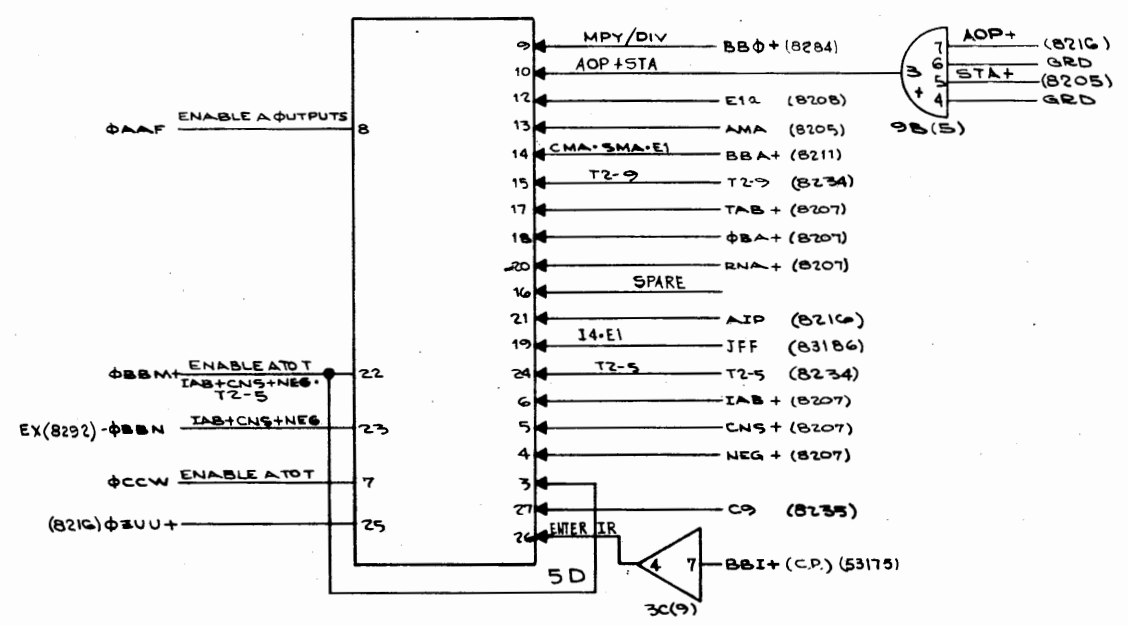 9 MPY/DIV BBΦ+ (8284)
10 AOP+STA
3
+
7 AOP+ (8216)
6 GRD
5 STA+ (8205)
4 GRD
9B(5)
12 E1a (8208)
ΦAAF ENABLE A ΦUTPUTS 8
13 AMA (8205)
14 CMA·SMA·E1 BBA+ (8211)
15 T2-9 T2-9 (8234)
17 TAB+ (8207)
18 ΦBA+ (8207)
20 RNA+ (8207)
16 SPARE
21 AIP (8216)
19 I4·E1 JFF (83186)
ΦBBM+ ENABLE ATOT 22
IAB+CNS+NEG·
T2-5
24 T2-5 T2-5 (8234)
6 IAB+ (8207)
EX(8292)-ΦBBN IAB+CNS+NEG 23
5 CNS+ (8207)
4 NEG+ (8207)
ΦCCW ENABLE ATOT 7
3
27 C9 (8235)
(8216) ΦZUU+ 25
26 ENTER IR
4 7 BBI+ (C.P.) (53175)
5D
3C(9)